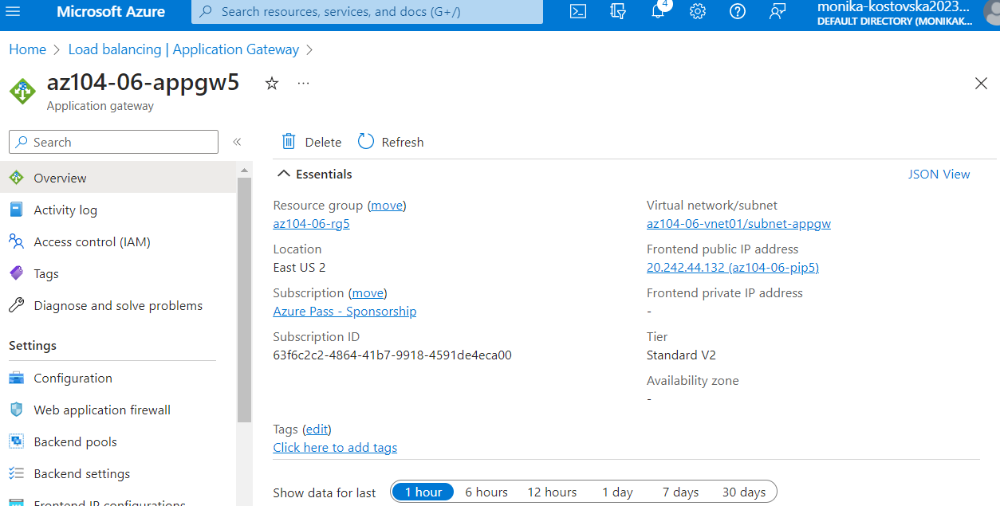 Microsoft Azure
Search resources, services, and docs (G+/)
4
monika-kostovska2023...
DEFAULT DIRECTORY (MONIKAK...
Home > Load balancing | Application Gateway >
az104-06-appgw5
...
Application gateway
Search
«
Delete
Refresh
Overview
Activity log
Access control (IAM)
Tags
Diagnose and solve problems
Settings
Configuration
Web application firewall
Backend pools
Backend settings
Frontend IP configurations
Essentials
JSON View
Resource group (move)
az104-06-rg5
Location
East US 2
Subscription (move)
Azure Pass - Sponsorship
Subscription ID
63f6c2c2-4864-41b7-9918-4591de4eca00
Virtual network/subnet
az104-06-vnet01/subnet-appgw
Frontend public IP address
20.242.44.132 (az104-06-pip5)
Frontend private IP address
-
Tier
Standard V2
Availability zone
-
Tags (edit)
Click here to add tags
Show data for last
1 hour
6 hours
12 hours
1 day
7 days
30 days